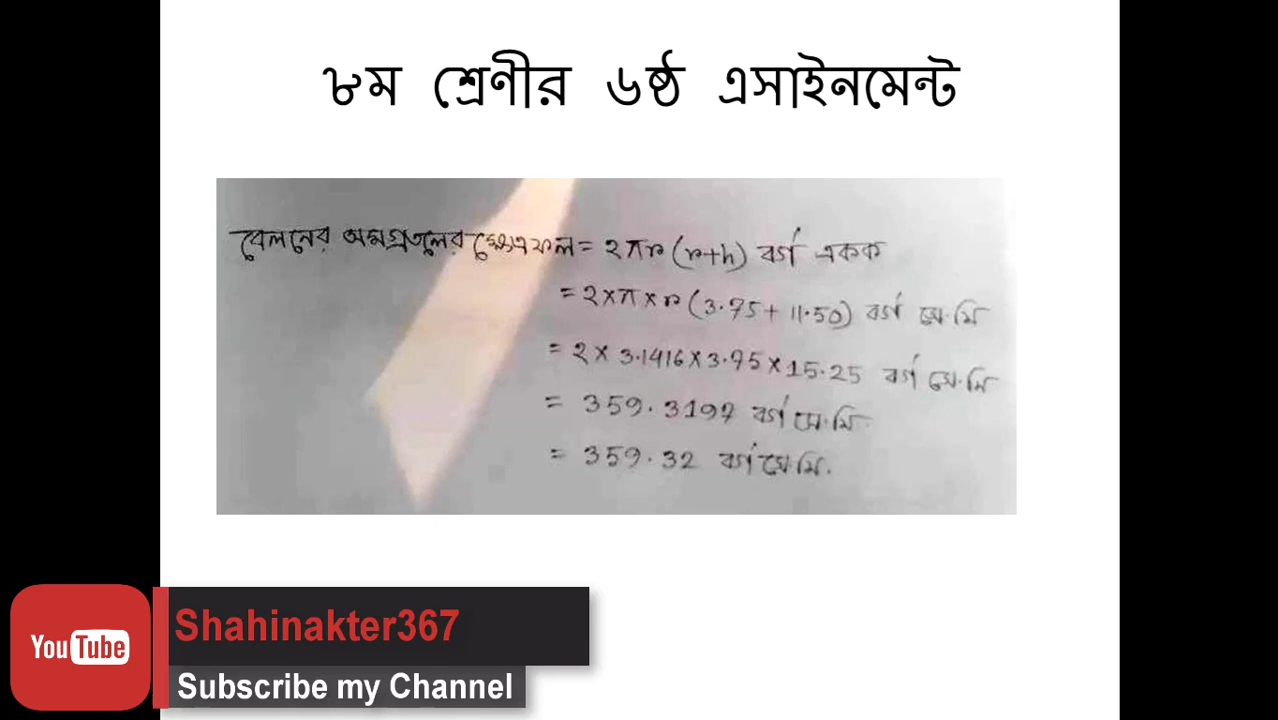 ৮ম শ্রেণীর ৬ষ্ঠ এসাইনমেন্ট
বেলনের সমগ্রতলের ক্ষেত্রফল = 2πr (r+h) বর্গ একক
= 2×π×r (3.75 + 11.50) বর্গ সে.মি
= 2 × 3.1416 × 3.75 × 15.25 বর্গ সে.মি
= 359.3197 বর্গ সে.মি.
= 359.32 বর্গ সে.মি.
YouTube
Shahinakter367
Subscribe my Channel